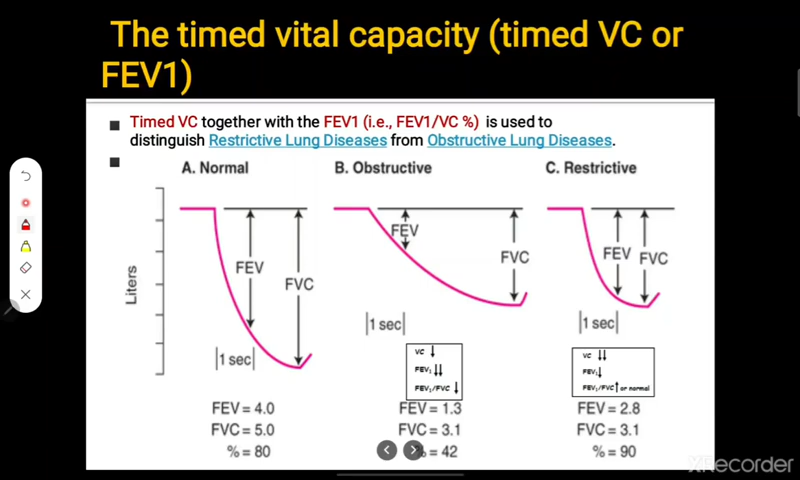 The timed vital capacity (timed VC or
FEV1)
Timed VC together with the FEV1 (i.e., FEV1/VC %) is used to
distinguish Restrictive Lung Diseases from Obstructive Lung Diseases.
A. Normal
B. Obstructive
C. Restrictive
Liters
FEV
FVC
|1 sec|
FEV
FVC
|1 sec|
FEV
FVC
|1 sec|
VC ↓
FEV₁ ↓↓
FEV₁/FVC ↓
VC ↓↓
FEV₁↓
FEV₁/FVC↑ or normal
FEV = 4.0
FVC = 5.0
% = 80
FEV = 1.3
FVC = 3.1
% = 42
FEV = 2.8
FVC = 3.1
% = 90
XRecorder